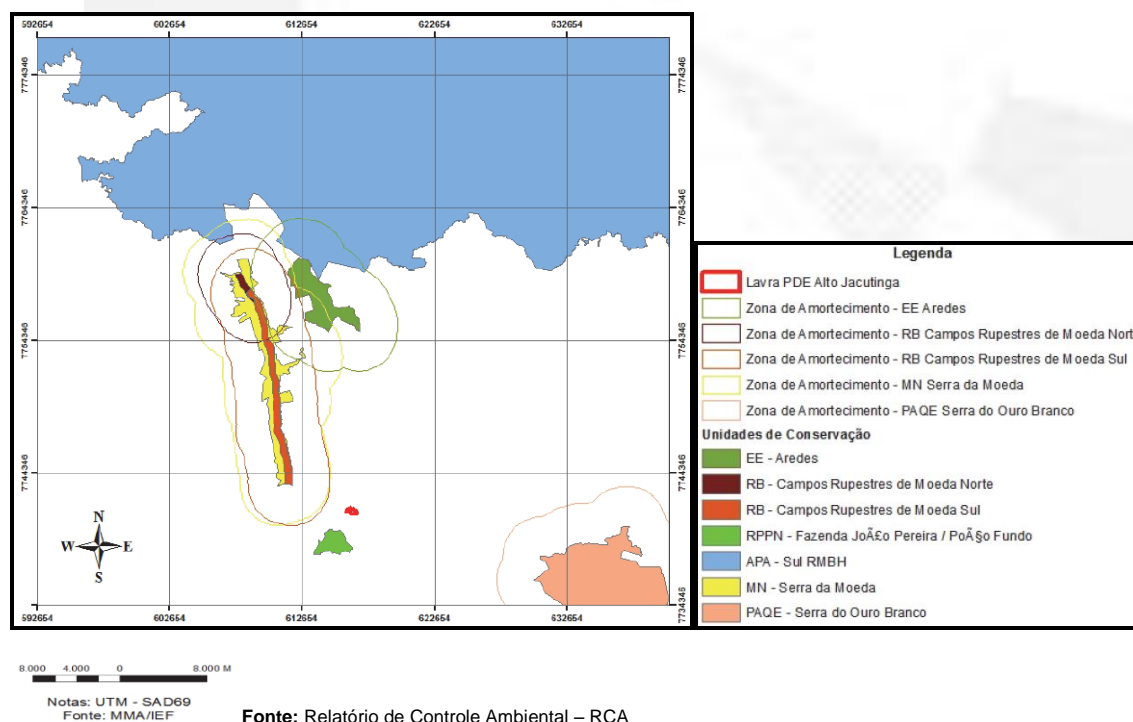 592654 602654 612654 622654 632654
7774346 7774346
7764346 7764346
7754346 7754346
7744346 7744346
7734346
592654 602654 612654 622654 632654
N
W E
S
Legenda
Lavra PDE Alto Jacutinga
Zona de Amortecimento - EE Aredes
Zona de Amortecimento - RB Campos Rupestres de Moeda Nort
Zona de Amortecimento - RB Campos Rupestres de Moeda Sul
Zona de Amortecimento - MN Serra da Moeda
Zona de Amortecimento - PAQE Serra do Ouro Branco
Unidades de Conservação
EE - Aredes
RB - Campos Rupestres de Moeda Norte
RB - Campos Rupestres de Moeda Sul
RPPN - Fazenda JoÃ£o Pereira / PoÃ§o Fundo
APA - Sul RMBH
MN - Serra da Moeda
PAQE - Serra do Ouro Branco
8.000 4.000 0 8.000 M
Notas: UTM - SAD69
Fonte: MMA/IEF
Fonte: Relatório de Controle Ambiental – RCA